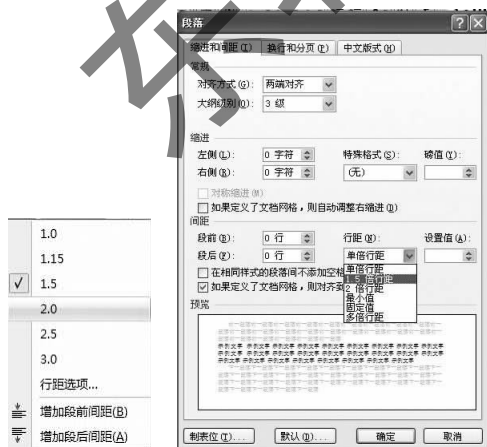 段落
缩进和间距(I) 换行和分页(P) 中文版式(H)
常规
对齐方式(G): 两端对齐
大纲级别(O): 3 级
缩进
左侧(L): 0 字符 特殊格式(S): 磅值(Y):
右侧(R): 0 字符 (无)
对称缩进(M)
如果定义了文档网格，则自动调整右缩进(D)
间距
段前(B): 0 行 行距(N): 设置值(A):
段后(F): 0 行 单倍行距
在相同样式的段落间不添加空格
如果定义了文档网格，则对齐到
单倍行距
1.5 倍行距
2 倍行距
最小值
固定值
多倍行距
预览
制表位(T)... 默认(D)... 确定 取消
1.0
1.15
1.5
2.0
2.5
3.0
行距选项...
增加段前间距(B)
增加段后间距(A)